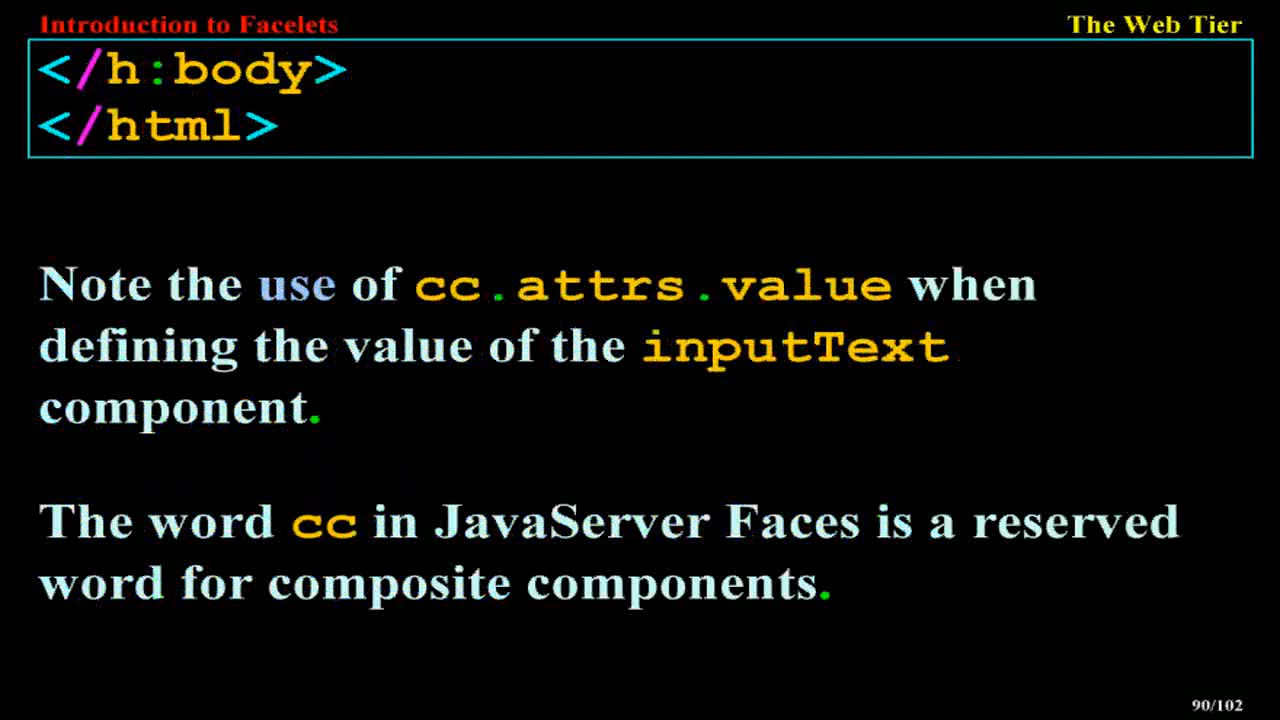 Introduction to Facelets
The Web Tier
</h:body>
</html>
Note the use of cc.attrs.value when
defining the value of the inputText
component.
The word cc in JavaServer Faces is a reserved
word for composite components.
90/102